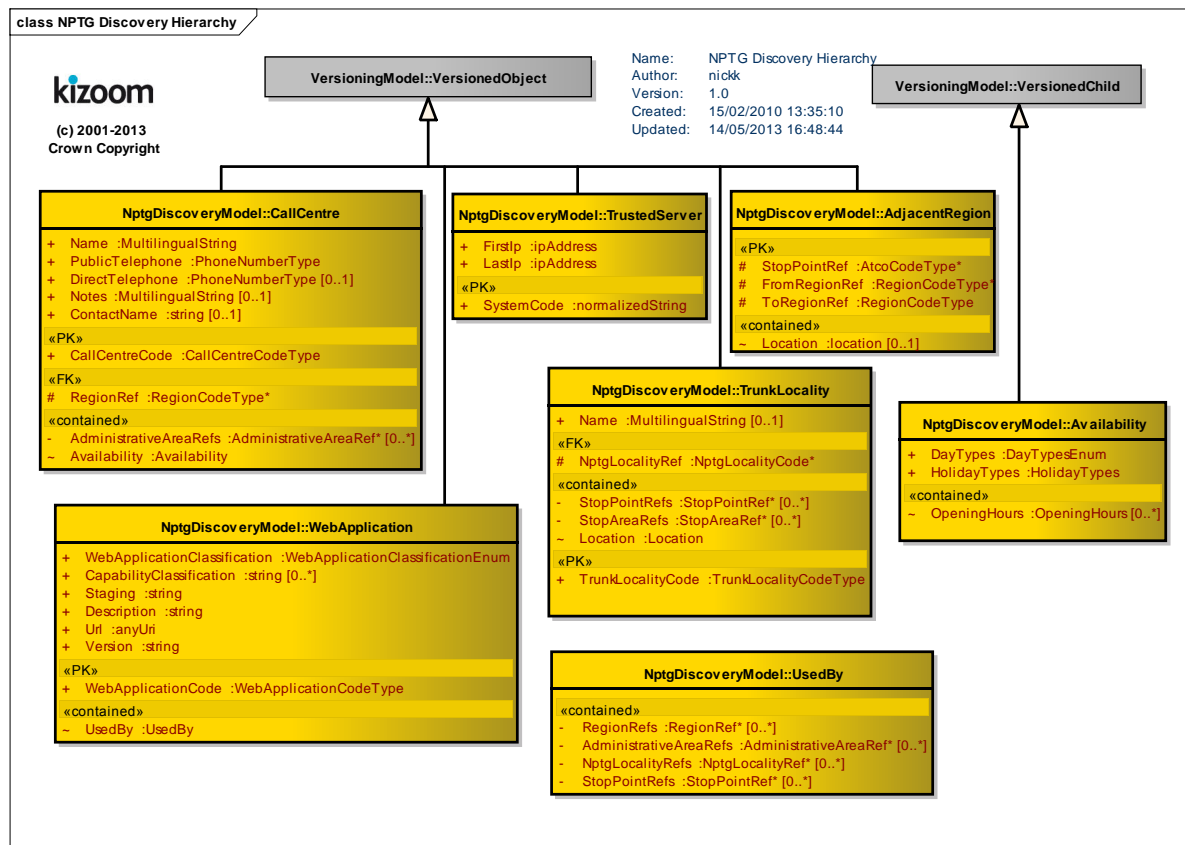 class NPTG Discovery Hierarchy
kizoom
(c) 2001-2013
Crown Copyright
VersioningModel::VersionedObject
Name: NPTG Discovery Hierarchy
Author: nickk
Version: 1.0
Created: 15/02/2010 13:35:10
Updated: 14/05/2013 16:48:44
VersioningModel::VersionedChild
NptgDiscoveryModel::CallCentre
+ Name :MultilingualString
+ PublicTelephone :PhoneNumberType
+ DirectTelephone :PhoneNumberType [0..1]
+ Notes :MultilingualString [0..1]
+ ContactName :string [0..1]
«PK»
+ CallCentreCode :CallCentreCodeType
«FK»
# RegionRef :RegionCodeType*
«contained»
- AdministrativeAreaRefs :AdministrativeAreaRef* [0..*]
~ Availability :Availability
NptgDiscoveryModel::TrustedServer
+ FirstIp :ipAddress
+ LastIp :ipAddress
«PK»
+ SystemCode :normalizedString
NptgDiscoveryModel::AdjacentRegion
«PK»
# StopPointRef :AtcoCodeType*
# FromRegionRef :RegionCodeType*
# ToRegionRef :RegionCodeType
«contained»
~ Location :location [0..1]
NptgDiscoveryModel::TrunkLocality
+ Name :MultilingualString [0..1]
«FK»
# NptgLocalityRef :NptgLocalityCode*
«contained»
- StopPointRefs :StopPointRef* [0..*]
- StopAreaRefs :StopAreaRef* [0..*]
~ Location :Location
«PK»
+ TrunkLocalityCode :TrunkLocalityCodeType
NptgDiscoveryModel::Availability
+ DayTypes :DayTypesEnum
+ HolidayTypes :HolidayTypes
«contained»
~ OpeningHours :OpeningHours [0..*]
NptgDiscoveryModel::WebApplication
+ WebApplicationClassification :WebApplicationClassificationEnum
+ CapabilityClassification :string [0..*]
+ Staging :string
+ Description :string
+ Url :anyUri
+ Version :string
«PK»
+ WebApplicationCode :WebApplicationCodeType
«contained»
~ UsedBy :UsedBy
NptgDiscoveryModel::UsedBy
«contained»
- RegionRefs :RegionRef* [0..*]
- AdministrativeAreaRefs :AdministrativeAreaRef* [0..*]
- NptgLocalityRefs :NptgLocalityRef* [0..*]
- StopPointRefs :StopPointRef* [0..*]